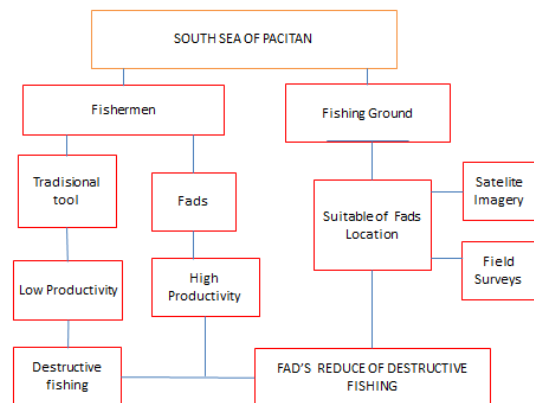 SOUTH SEA OF PACITAN
Fishermen
Fishing Ground
Tradisional
tool
Fads
Suitable of Fads
Location
Satelite
Imagery
Field
Surveys
Low Productivity
High
Productivity
Destructive
fishing
FAD'S REDUCE OF DESTRUCTIVE
FISHING